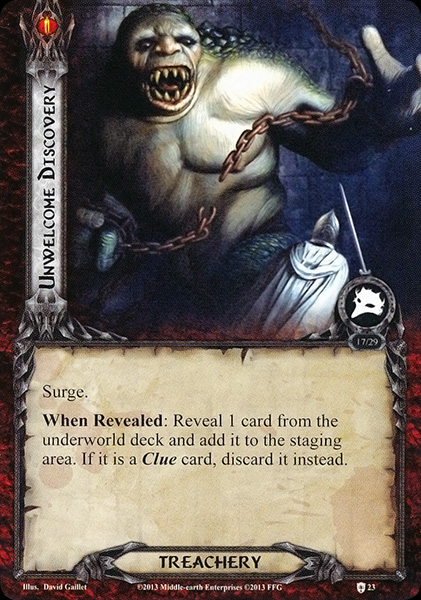 UNWELCOME DISCOVERY
17/29
Surge.
When Revealed: Reveal 1 card from the
underworld deck and add it to the staging
area. If it is a Clue card, discard it instead.
TREACHERY
Illus. David Gaillet ©2013 Middle-earth Enterprises ©2013 FFG 23